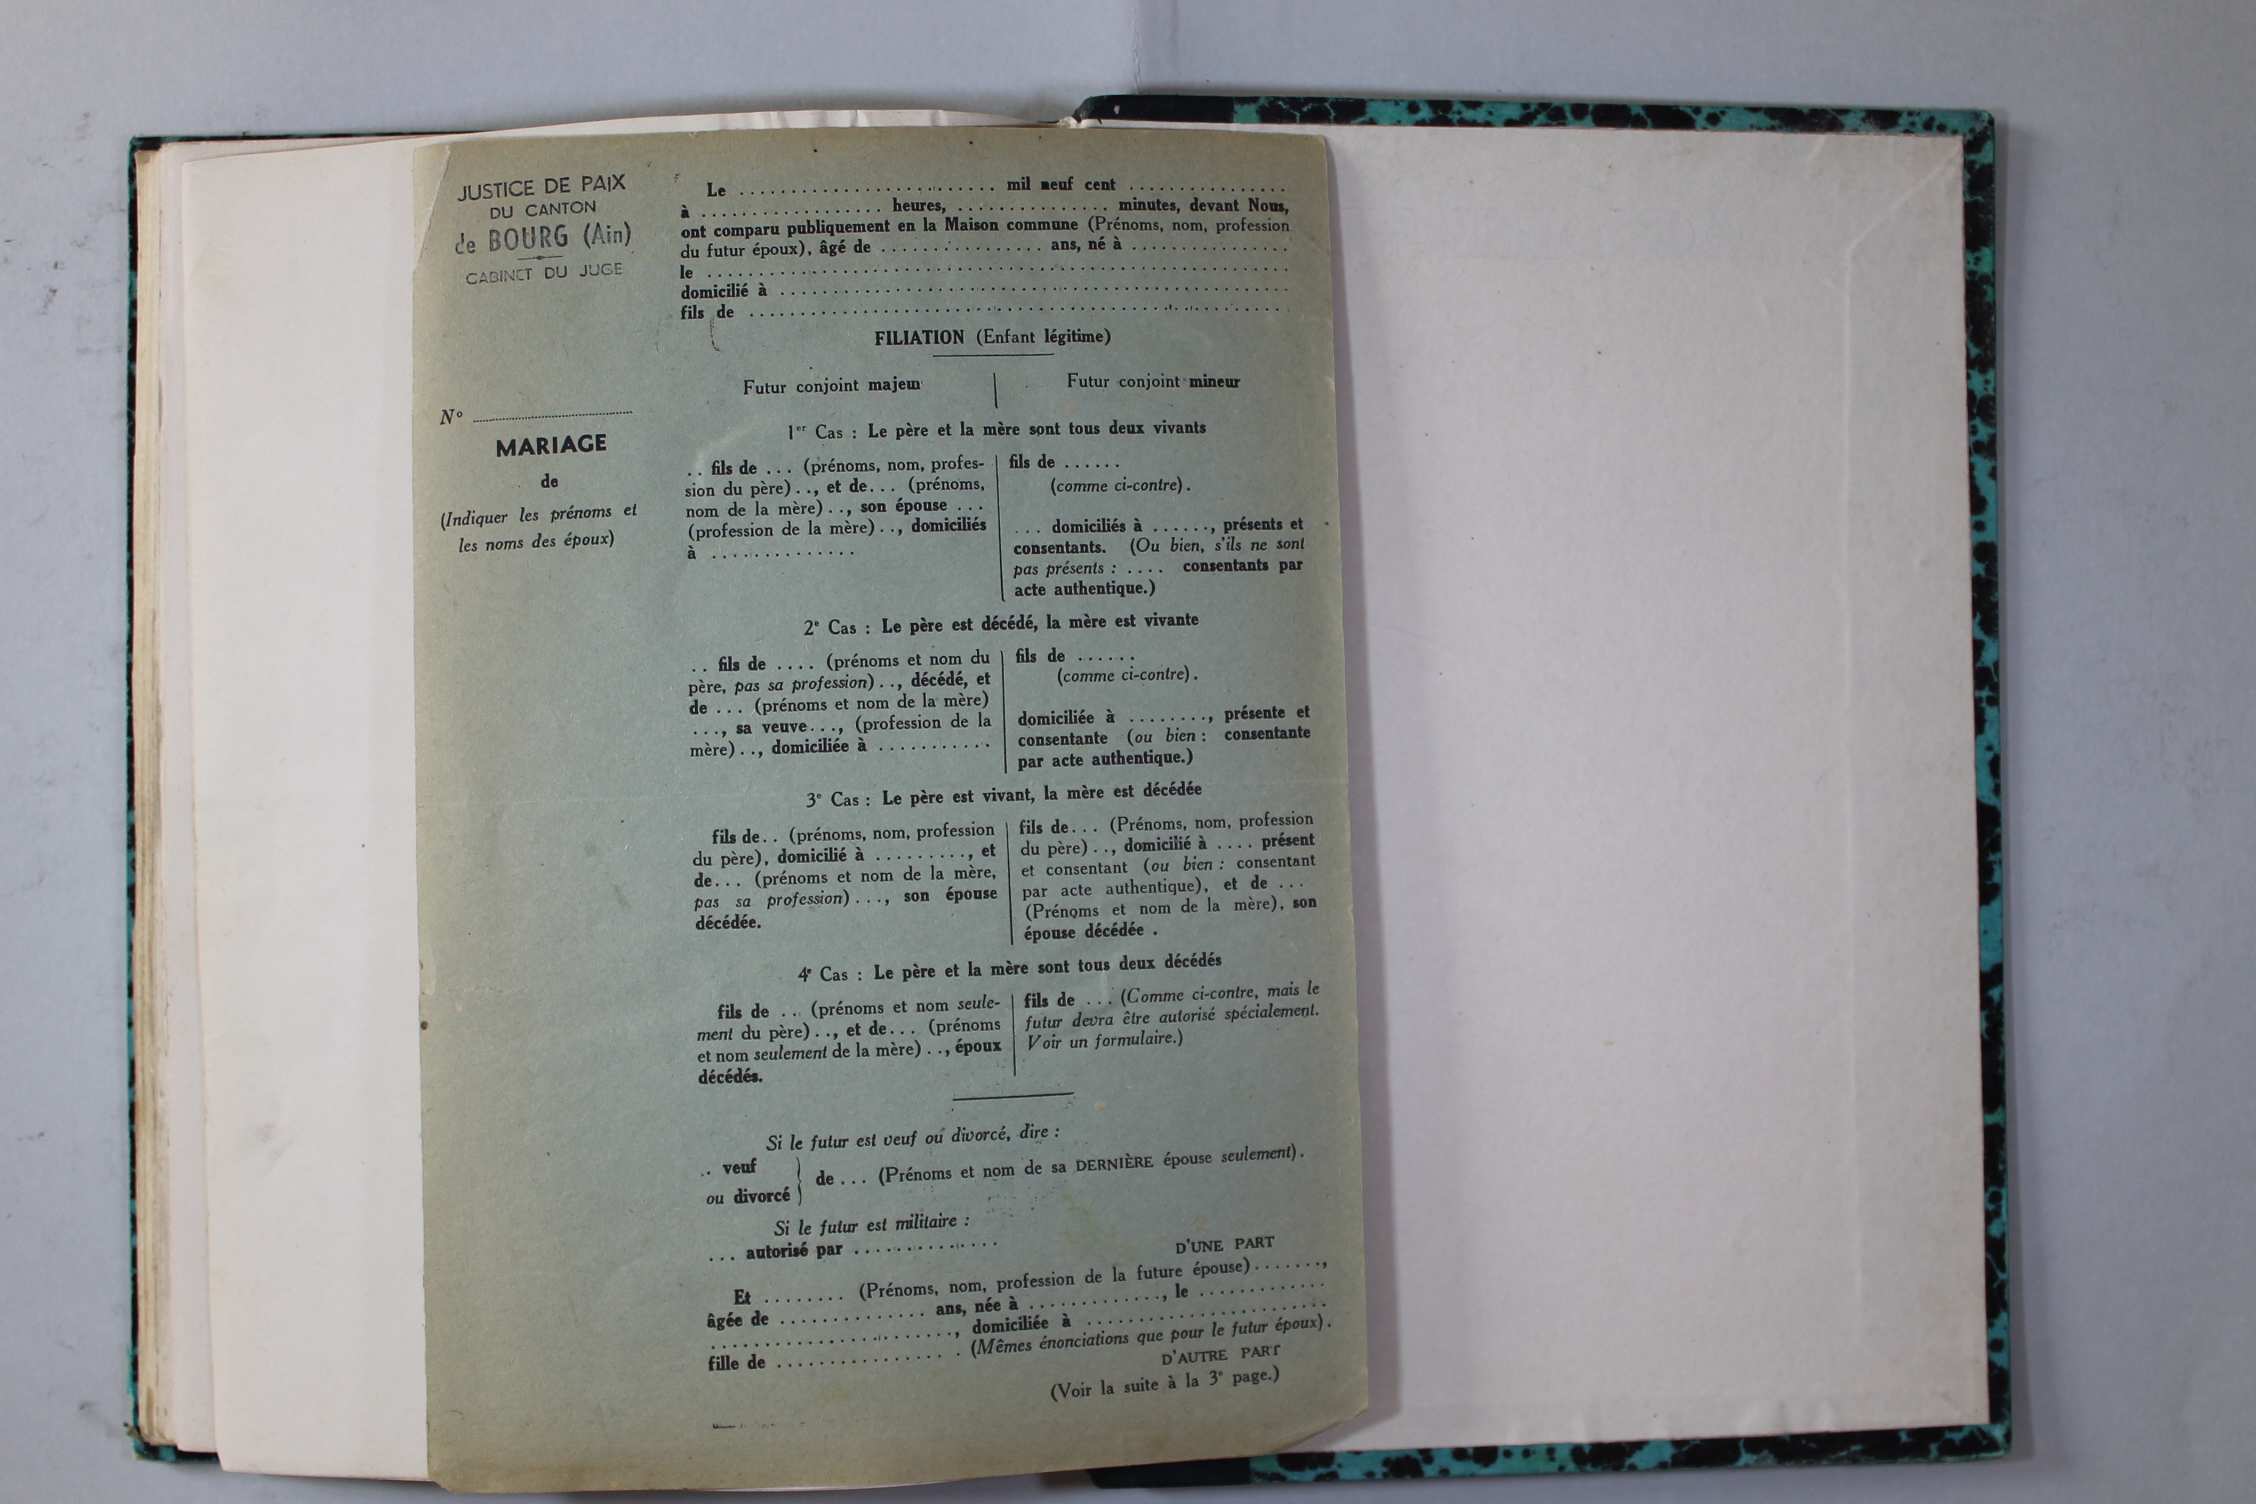 JUSTICE DE PAIX
DU CANTON
de BOURG (Ain)
CABINET DU JUGE
N° ........................................
MARIAGE
de
(Indiquer les prénoms et
les noms des époux)
Le ......................... mil neuf cent ................
à .................. heures, ............... minutes, devant Nous,
ont comparu publiquement en la Maison commune (Prénoms, nom, profession
du futur époux), âgé de ................ ans, né à ................
le ........................................................
domicilié à .................................................
fils de ....................................................
FILIATION (Enfant légitime)
Futur conjoint majeur
Futur conjoint mineur
1er Cas : Le père et la mère sont tous deux vivants
.. fils de ... (prénoms, nom, profes-
sion du père) .., et de... (prénoms,
nom de la mère) .., son épouse ...
(profession de la mère) .., domiciliés
à ..............
fils de ......
(comme ci-contre).
... domiciliés à ......, présents et
consentants. (Ou bien, s'ils ne sont
pas présents : .... consentants par
acte authentique.)
2e Cas : Le père est décédé, la mère est vivante
.. fils de .... (prénoms et nom du
père, pas sa profession) .., décédé, et
de ... (prénoms et nom de la mère)
..., sa veuve..., (profession de la
mère) .., domiciliée à ...........
fils de ......
(comme ci-contre).
domiciliée à ........, présente et
consentante (ou bien : consentante
par acte authentique.)
3e Cas : Le père est vivant, la mère est décédée
fils de.. (prénoms, nom, profession
du père), domicilié à ........., et
de... (prénoms et nom de la mère,
pas sa profession) ..., son épouse
décédée.
fils de... (Prénoms, nom, profession
du père) .., domicilié à .... présent
et consentant (ou bien : consentant
par acte authentique), et de ...
(Prénoms et nom de la mère), son
épouse décédée .
4e Cas : Le père et la mère sont tous deux décédés
fils de ... (prénoms et nom seule-
ment du père) .., et de... (prénoms
et nom seulement de la mère) .., époux
décédés.
fils de ... (Comme ci-contre, mais le
futur devra être autorisé spécialement.
Voir un formulaire.)
Si le futur est veuf ou divorcé, dire :
.. veuf
ou divorcé } de ... (Prénoms et nom de sa DERNIÈRE épouse seulement).
Si le futur est militaire :
... autorisé par ..............
D'UNE PART
Et ........ (Prénoms, nom, profession de la future épouse) .......,
âgée de .............. ans, née à ............., le ............
......................., domiciliée à .......................
fille de ................ . (Mêmes énonciations que pour le futur époux).
D'AUTRE PART
(Voir la suite à la 3e page.)